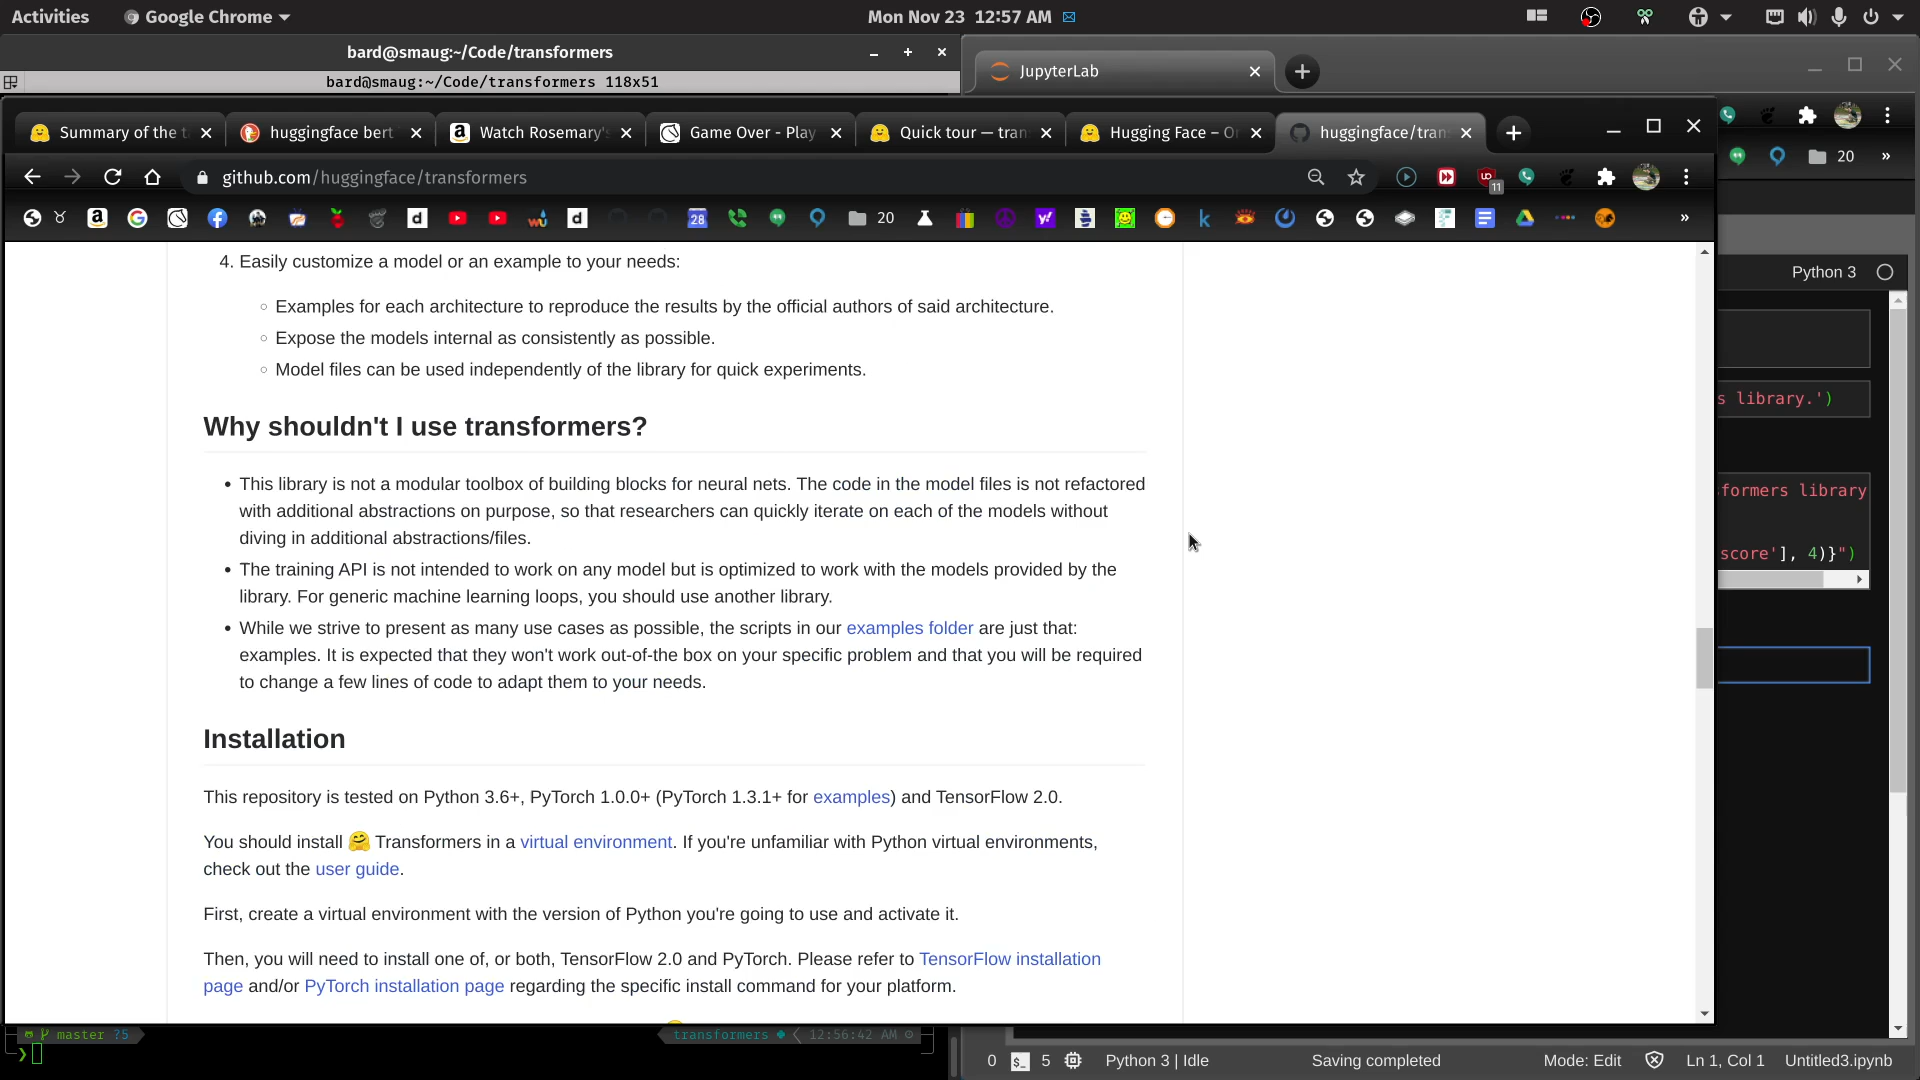 Activities
Google Chrome
Mon Nov 23 12:57 AM
bard@smaug:~/Code/transformers
bard@smaug:~/Code/transformers 118x51
JupyterLab
Summary of the t
huggingface bert
Watch Rosemary's
Game Over - Play
Quick tour — tran
Hugging Face – O
huggingface/tran
github.com/huggingface/transformers
11
20
28
20
4. Easily customize a model or an example to your needs:
Examples for each architecture to reproduce the results by the official authors of said architecture.
Expose the models internal as consistently as possible.
Model files can be used independently of the library for quick experiments.
Why shouldn't I use transformers?
• This library is not a modular toolbox of building blocks for neural nets. The code in the model files is not refactored
with additional abstractions on purpose, so that researchers can quickly iterate on each of the models without
diving in additional abstractions/files.
• The training API is not intended to work on any model but is optimized to work with the models provided by the
library. For generic machine learning loops, you should use another library.
• While we strive to present as many use cases as possible, the scripts in our examples folder are just that:
examples. It is expected that they won't work out-of-the box on your specific problem and that you will be required
to change a few lines of code to adapt them to your needs.
Installation
This repository is tested on Python 3.6+, PyTorch 1.0.0+ (PyTorch 1.3.1+ for examples) and TensorFlow 2.0.
You should install 🤗 Transformers in a virtual environment. If you're unfamiliar with Python virtual environments,
check out the user guide.
First, create a virtual environment with the version of Python you're going to use and activate it.
Then, you will need to install one of, or both, TensorFlow 2.0 and PyTorch. Please refer to TensorFlow installation
page and/or PyTorch installation page regarding the specific install command for your platform.
Python 3
s library.')
formers library
score'], 4)}")
master ?5
transformers
12:56:42 AM
0
5
Python 3 | Idle
Saving completed
Mode: Edit
Ln 1, Col 1
Untitled3.ipynb